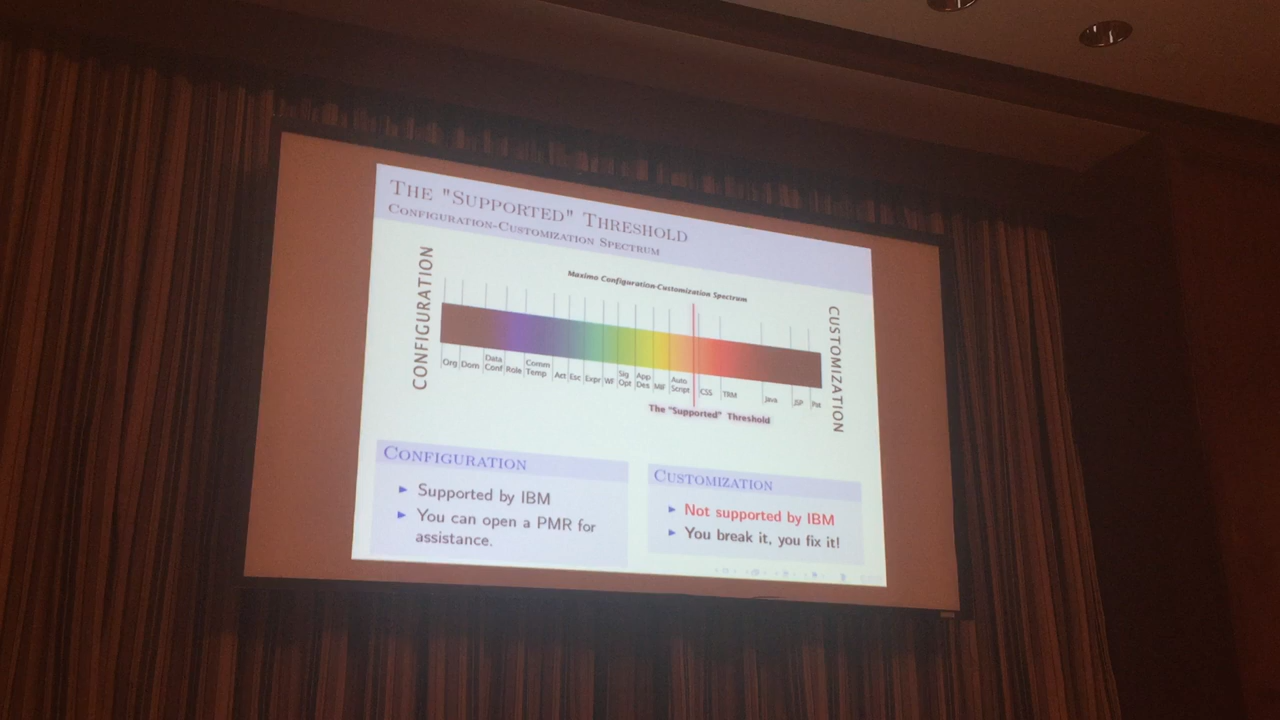 THE "SUPPORTED" THRESHOLD
CONFIGURATION-CUSTOMIZATION SPECTRUM
Maximo Configuration-Customization Spectrum
CONFIGURATION
CUSTOMIZATION
Org
Dom
Data
Conf
Role
Comm
Temp
Act
Esc
Expr
WF
Sig
Opt
App
Des
MIF
Auto
Script
CSS
TRM
Java
JSP
Pat
The "Supported" Threshold
CONFIGURATION
► Supported by IBM
► You can open a PMR for
assistance.
CUSTOMIZATION
► Not supported by IBM
► You break it, you fix it!